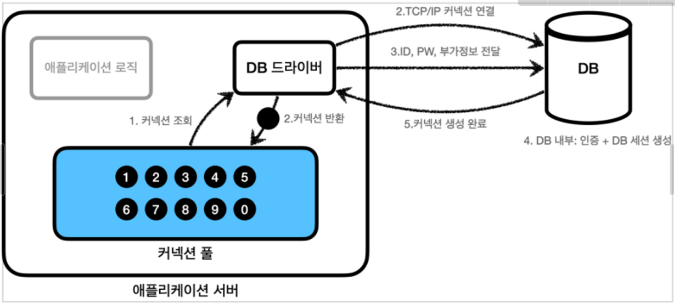 2.TCP/IP 커넥션 연결
애플리케이션 로직
DB 드라이버
3.ID, PW, 부가정보 전달
DB
1. 커넥션 조회
2.커넥션 반환
5.커넥션 생성 완료
4. DB 내부: 인증 + DB 세션 생성
1 2 3 4 5
6 7 8 9 0
커넥션 풀
애플리케이션 서버